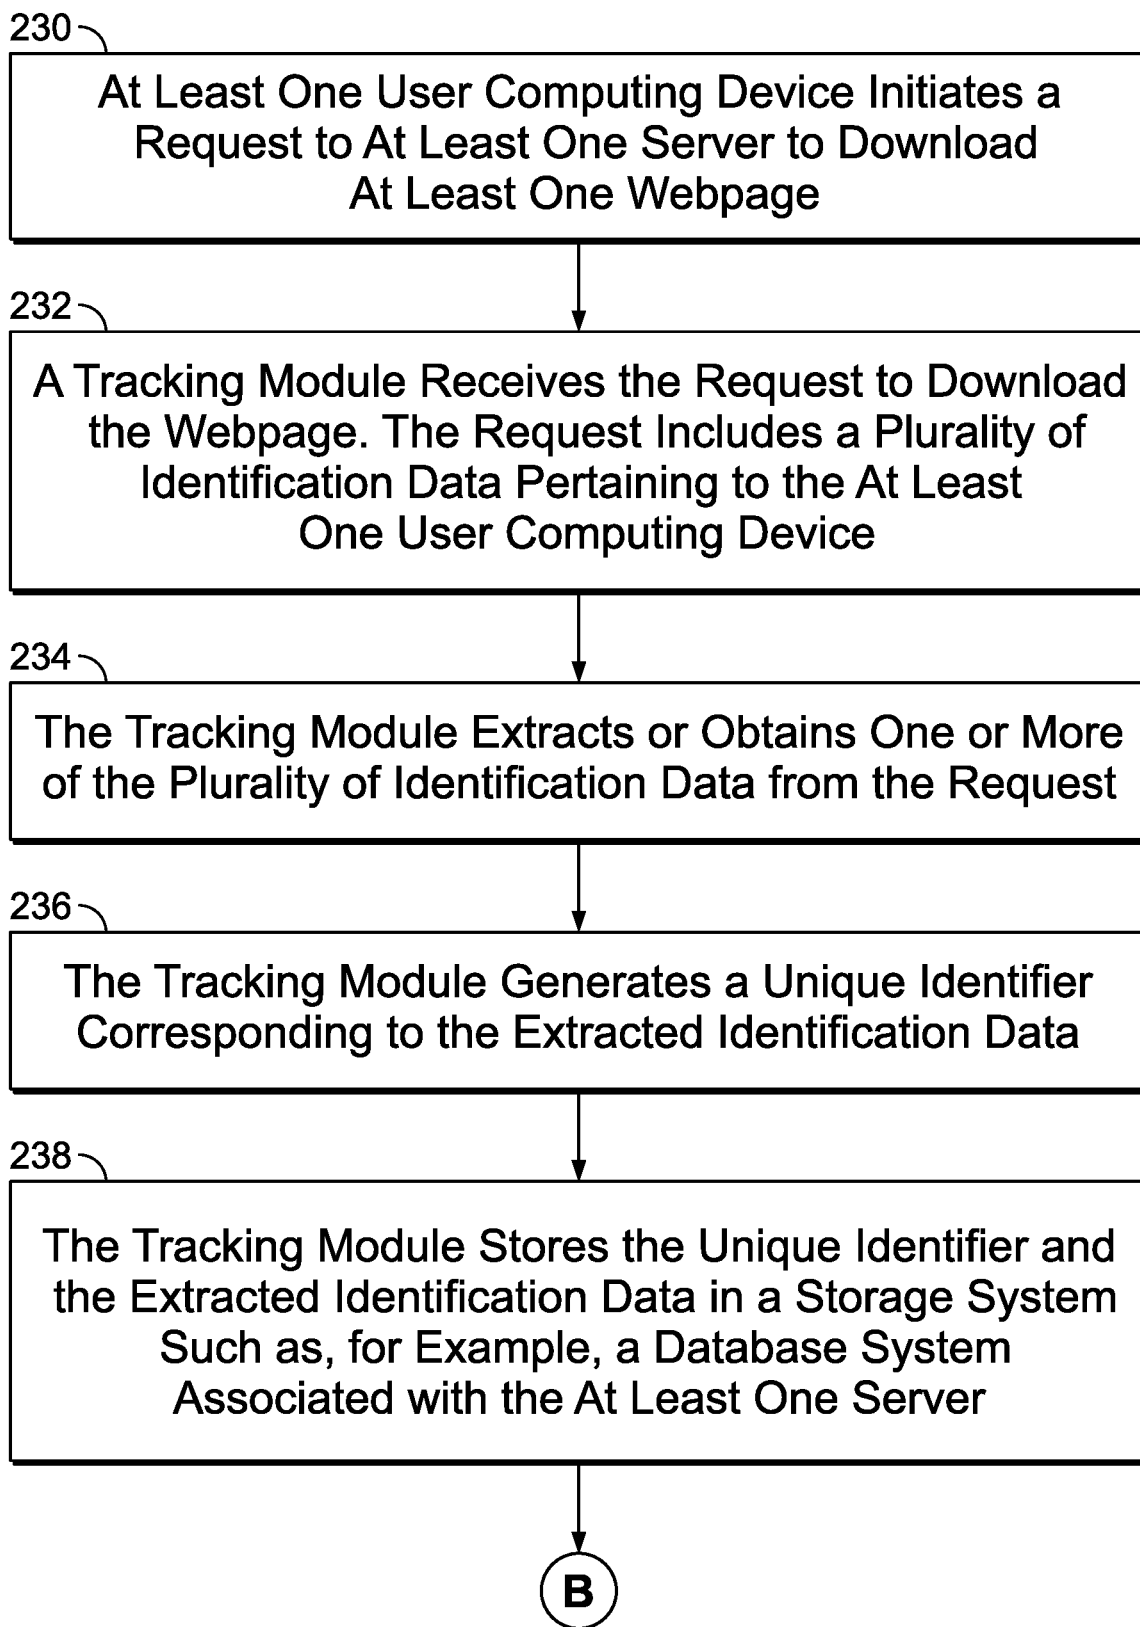 230
At Least One User Computing Device Initiates a
Request to At Least One Server to Download
At Least One Webpage
232
A Tracking Module Receives the Request to Download
the Webpage. The Request Includes a Plurality of
Identification Data Pertaining to the At Least
One User Computing Device
234
The Tracking Module Extracts or Obtains One or More
of the Plurality of Identification Data from the Request
236
The Tracking Module Generates a Unique Identifier
Corresponding to the Extracted Identification Data
238
The Tracking Module Stores the Unique Identifier and
the Extracted Identification Data in a Storage System
Such as, for Example, a Database System
Associated with the At Least One Server
B